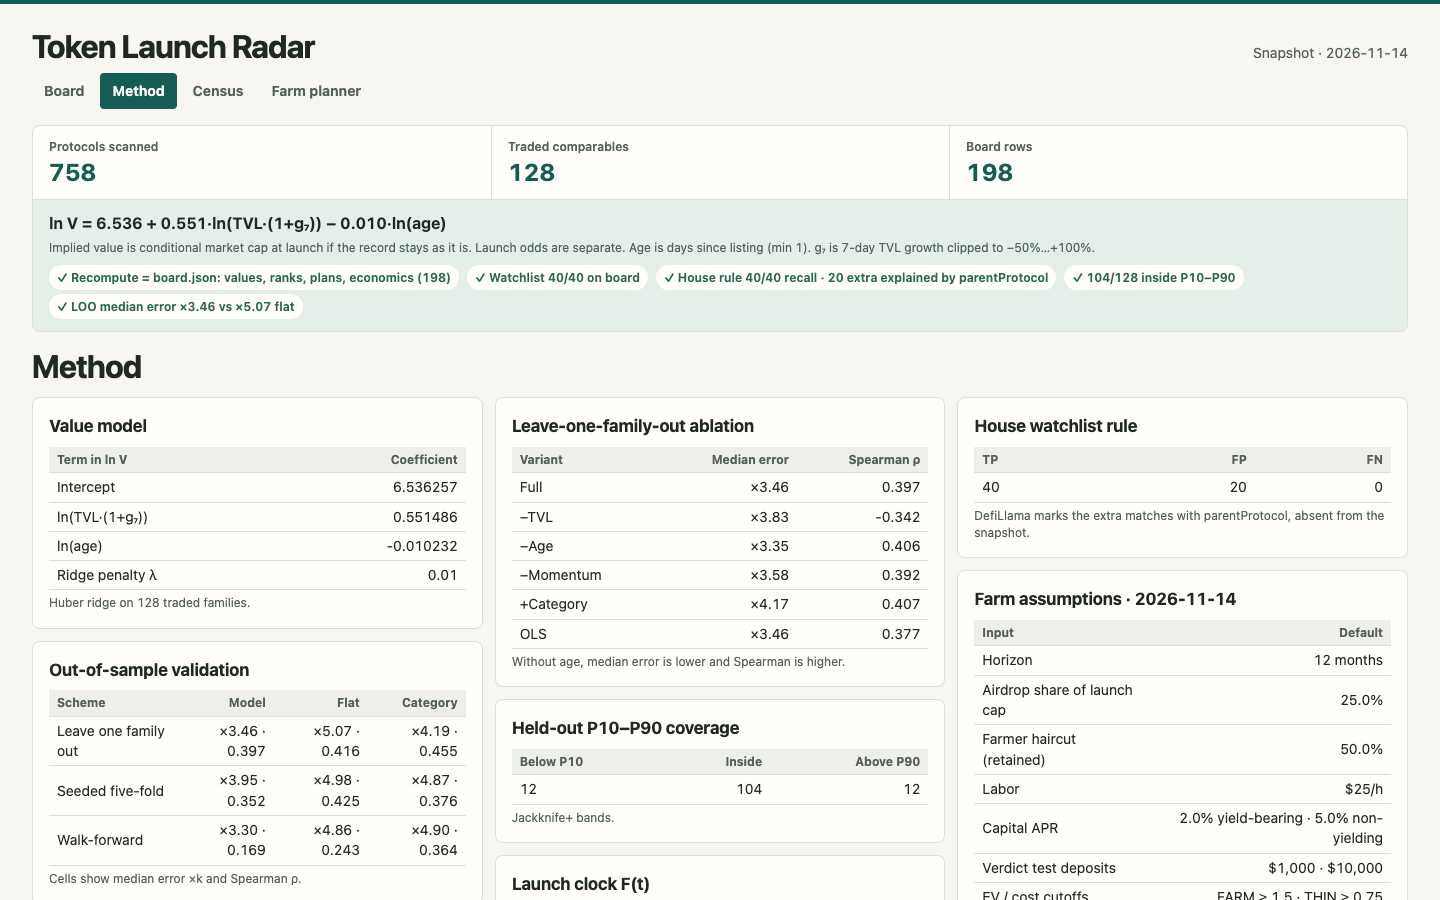 Token Launch Radar
Snapshot · 2026-11-14
Board Method Census Farm planner
Protocols scanned
758
Traded comparables
128
Board rows
198
ln V = 6.536 + 0.551·ln(TVL·(1+g₇)) − 0.010·ln(age)
Implied value is conditional market cap at launch if the record stays as it is. Launch odds are separate. Age is days since listing (min 1). g₇ is 7-day TVL growth clipped to −50%…+100%.
✓ Recompute = board.json: values, ranks, plans, economics (198)
✓ Watchlist 40/40 on board
✓ House rule 40/40 recall · 20 extra explained by parentProtocol
✓ 104/128 inside P10–P90
✓ LOO median error ×3.46 vs ×5.07 flat
Method
Value model
Term in ln V Coefficient
Intercept 6.536257
ln(TVL·(1+g₇)) 0.551486
ln(age) -0.010232
Ridge penalty λ 0.01
Huber ridge on 128 traded families.
Out-of-sample validation
Scheme Model Flat Category
Leave one family ×3.46 · ×5.07 · ×4.19 ·
out 0.397 0.416 0.455
Seeded five-fold ×3.95 · ×4.98 · ×4.87 ·
0.352 0.425 0.376
Walk-forward ×3.30 · ×4.86 · ×4.90 ·
0.169 0.243 0.364
Cells show median error ×k and Spearman ρ.
Leave-one-family-out ablation
Variant Median error Spearman ρ
Full ×3.46 0.397
−TVL ×3.83 -0.342
−Age ×3.35 0.406
−Momentum ×3.58 0.392
+Category ×4.17 0.407
OLS ×3.46 0.377
Without age, median error is lower and Spearman is higher.
Held-out P10–P90 coverage
Below P10 Inside Above P90
12 104 12
Jackknife+ bands.
Launch clock F(t)
House watchlist rule
TP FP FN
40 20 0
DefiLlama marks the extra matches with parentProtocol, absent from the
snapshot.
Farm assumptions · 2026-11-14
Input Default
Horizon 12 months
Airdrop share of launch
cap 25.0%
Farmer haircut
(retained) 50.0%
Labor $25/h
Capital APR 2.0% yield-bearing · 5.0% non-
yielding
Verdict test deposits $1,000 · $10,000
EV / cost cutoffs FARM ≥ 1.5 · THIN ≥ 0.75